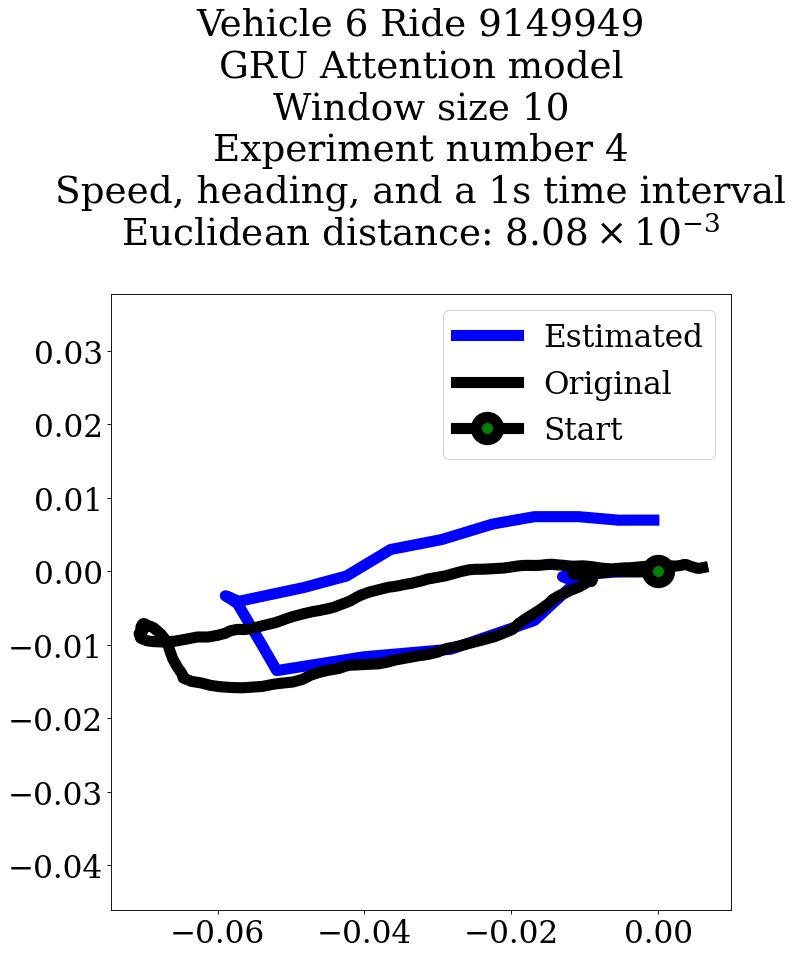 Vehicle 6 Ride 9149949
GRU Attention model
Window size 10
Experiment number 4
Speed, heading, and a 1s time interval
Euclidean distance: 8.08 × 10⁻³
Estimated
Original
Start
0.03
0.02
0.01
0.00
−0.01
−0.02
−0.03
−0.04
−0.06 −0.04 −0.02 0.00